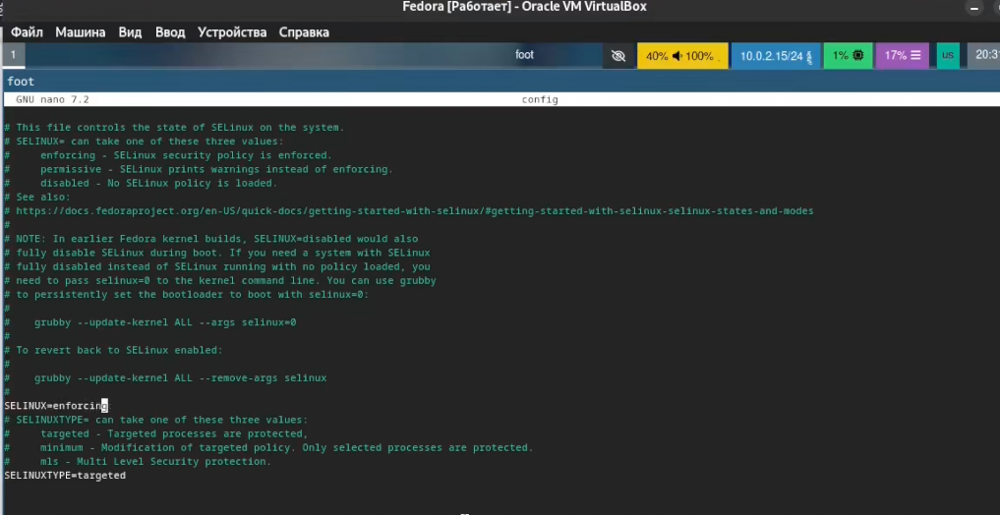 Fedora [Работает] - Oracle VM VirtualBox
Файл Машина Вид Ввод Устройства Справка
1 foot 40% 100% 10.0.2.15/24 1% 17% us
foot
GNU nano 7.2 config
# This file controls the state of SELinux on the system.
# SELINUX= can take one of these three values:
#     enforcing - SELinux security policy is enforced.
#     permissive - SELinux prints warnings instead of enforcing.
#     disabled - No SELinux policy is loaded.
# See also:
# https://docs.fedoraproject.org/en-US/quick-docs/getting-started-with-selinux/#getting-started-with-selinux-selinux-states-and-modes
#
# NOTE: In earlier Fedora kernel builds, SELINUX=disabled would also
# fully disable SELinux during boot. If you need a system with SELinux
# fully disabled instead of SELinux running with no policy loaded, you
# need to pass selinux=0 to the kernel command line. You can use grubby
# to persistently set the bootloader to boot with selinux=0:
#
#    grubby --update-kernel ALL --args selinux=0
#
# To revert back to SELinux enabled:
#
#    grubby --update-kernel ALL --remove-args selinux
#
SELINUX=enforcing
# SELINUXTYPE= can take one of these three values:
#     targeted - Targeted processes are protected,
#     minimum - Modification of targeted policy. Only selected processes are protected.
#     mls - Multi Level Security protection.
SELINUXTYPE=targeted